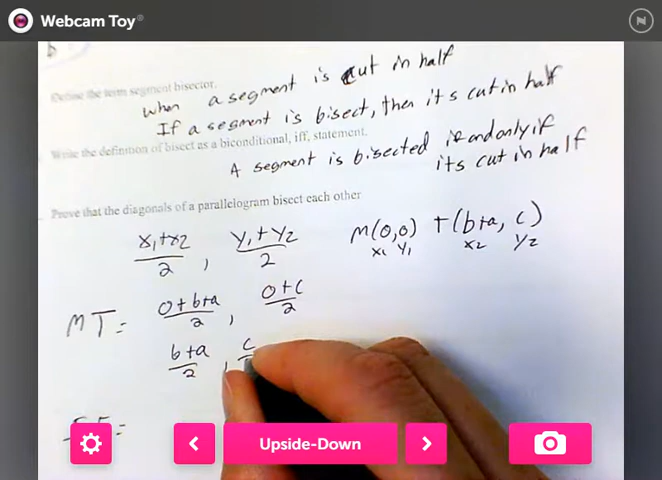 Webcam Toy®
b
Define the term segment bisector.
When a segment is cut in half
If a segment is bisect, then it s cut in half
Write the definition of bisect as a biconditional, iff, statement.
A segment is bisected if and only if
its cut in half
Prove that the diagonals of a parallelogram bisect each other
x₁+x2/2 , y₁+y2/2 M(0,0) T(b+a, c)
x₁ y₁ x2 y2
MT= 0+b+a/2 , 0+c/2
b+a/2 , c
=
Upside-Down